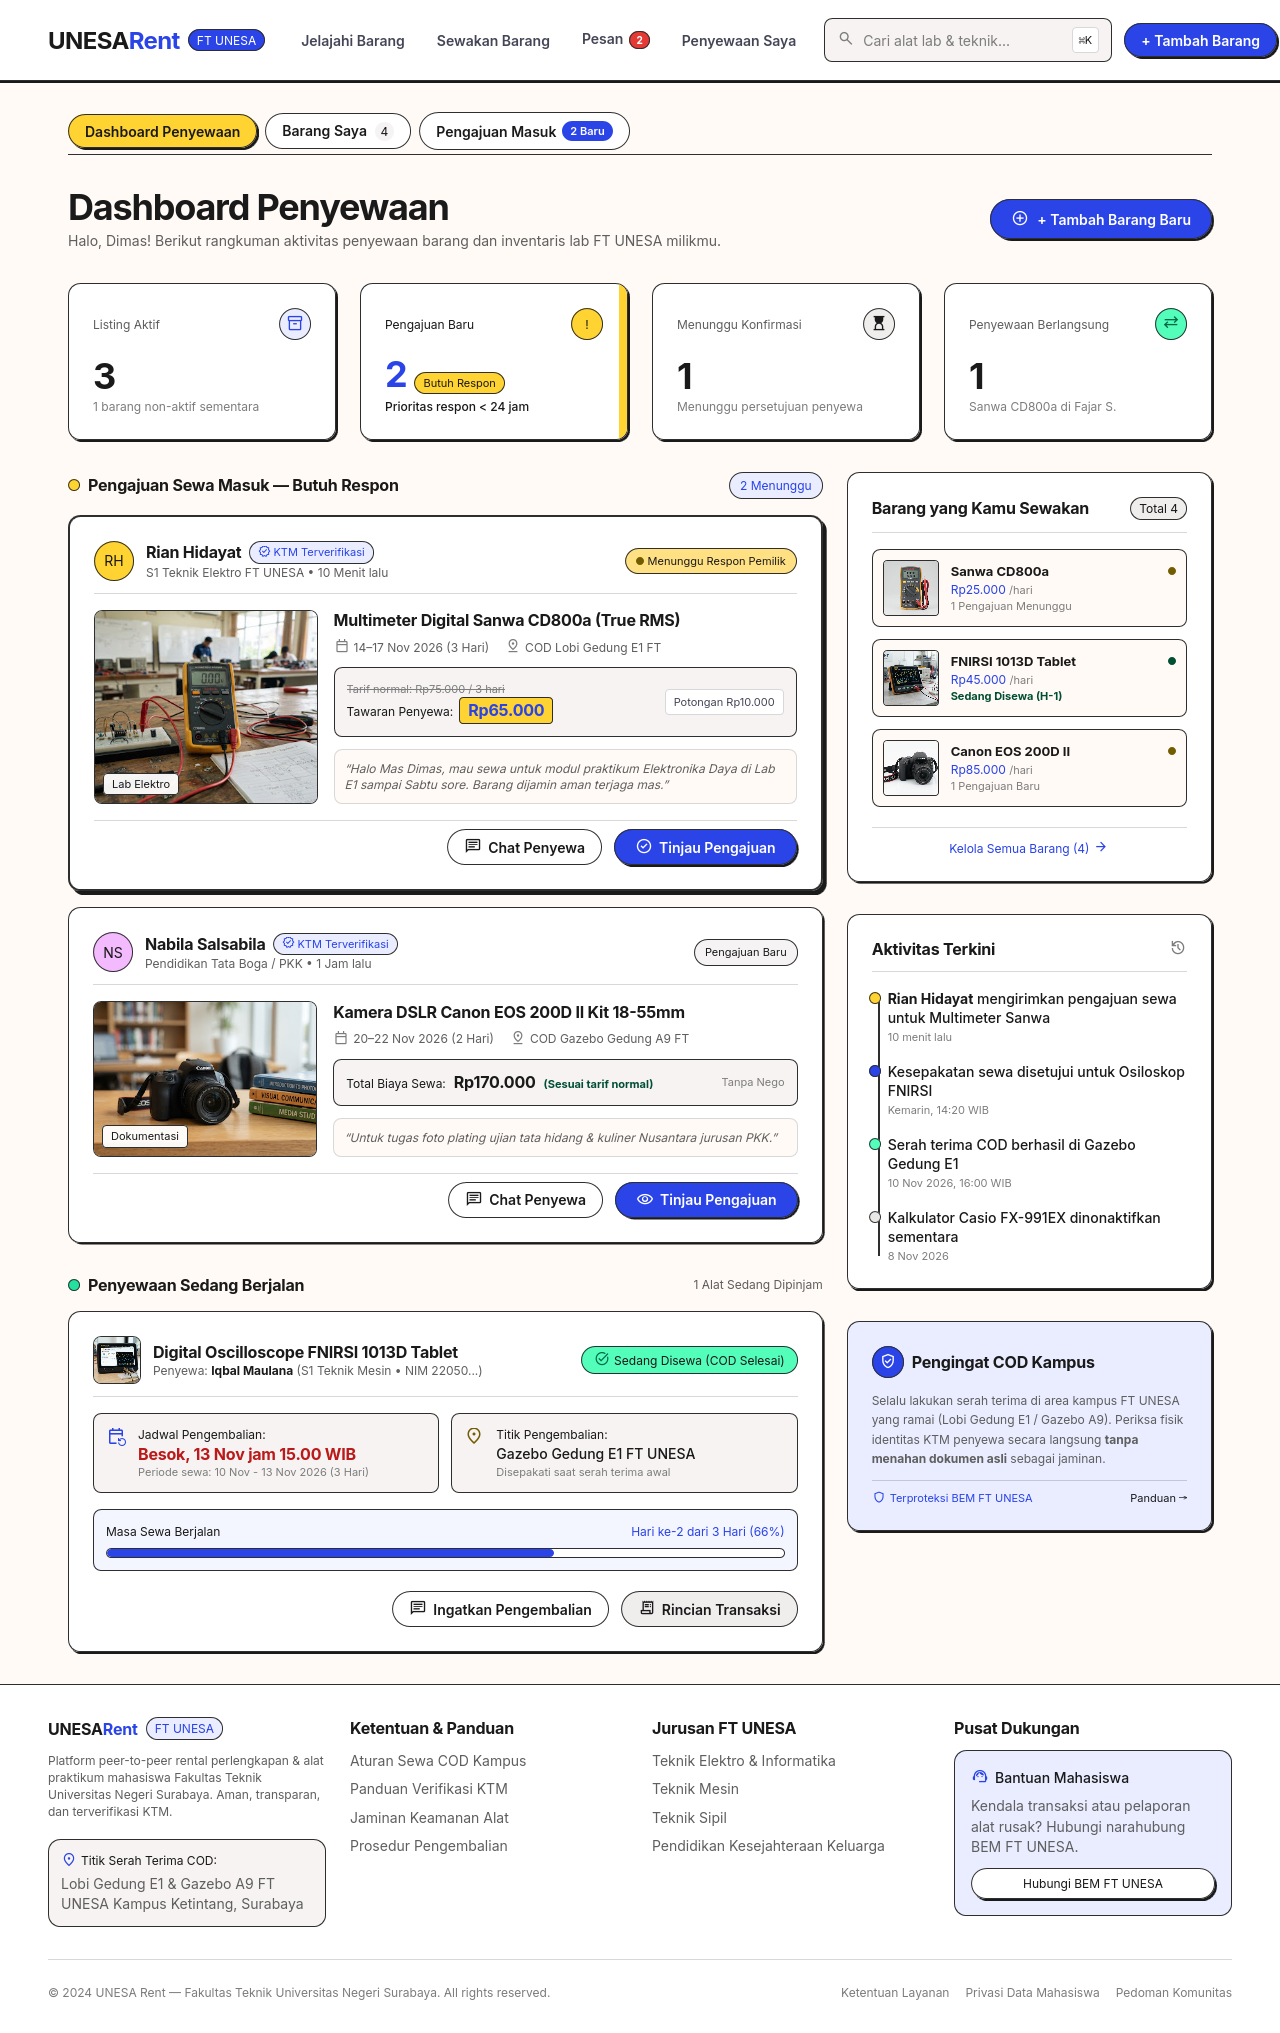 UNESARent FT UNESA Jelajahi Barang Sewakan Barang Pesan 2 Penyewaan Saya Cari alat lab & teknik... ⌘K + Tambah Barang
Dashboard Penyewaan Barang Saya 4 Pengajuan Masuk 2 Baru
Dashboard Penyewaan
Halo, Dimas! Berikut rangkuman aktivitas penyewaan barang dan inventaris lab FT UNESA milikmu.
+ Tambah Barang Baru
Listing Aktif
3
1 barang non-aktif sementara
Pengajuan Baru
!
2 Butuh Respon
Prioritas respon < 24 jam
Menunggu Konfirmasi
1
Menunggu persetujuan penyewa
Penyewaan Berlangsung
1
Sanwa CD800a di Fajar S.
Pengajuan Sewa Masuk — Butuh Respon
2 Menunggu
RH
Rian Hidayat KTM Terverifikasi
S1 Teknik Elektro FT UNESA • 10 Menit lalu
Menunggu Respon Pemilik
Lab Elektro
Multimeter Digital Sanwa CD800a (True RMS)
14–17 Nov 2026 (3 Hari) COD Lobi Gedung E1 FT
Tarif normal: Rp75.000 / 3 hari
Tawaran Penyewa: Rp65.000
Potongan Rp10.000
“Halo Mas Dimas, mau sewa untuk modul praktikum Elektronika Daya di Lab
E1 sampai Sabtu sore. Barang dijamin aman terjaga mas.”
Chat Penyewa Tinjau Pengajuan
NS
Nabila Salsabila KTM Terverifikasi
Pendidikan Tata Boga / PKK • 1 Jam lalu
Pengajuan Baru
Canon
Dokumentasi
Kamera DSLR Canon EOS 200D II Kit 18-55mm
20–22 Nov 2026 (2 Hari) COD Gazebo Gedung A9 FT
Total Biaya Sewa: Rp170.000 (Sesuai tarif normal)
Tanpa Nego
“Untuk tugas foto plating ujian tata hidang & kuliner Nusantara jurusan PKK.”
Chat Penyewa Tinjau Pengajuan
Penyewaan Sedang Berjalan
1 Alat Sedang Dipinjam
Digital Oscilloscope FNIRSI 1013D Tablet
Penyewa: Iqbal Maulana (S1 Teknik Mesin • NIM 22050...)
Sedang Disewa (COD Selesai)
Jadwal Pengembalian:
Besok, 13 Nov jam 15.00 WIB
Periode sewa: 10 Nov - 13 Nov 2026 (3 Hari)
Titik Pengembalian:
Gazebo Gedung E1 FT UNESA
Disepakati saat serah terima awal
Masa Sewa Berjalan
Hari ke-2 dari 3 Hari (66%)
Ingatkan Pengembalian Rincian Transaksi
Barang yang Kamu Sewakan
Total 4
Sanwa CD800a
Rp25.000 /hari
1 Pengajuan Menunggu
FNIRSI 1013D Tablet
Rp45.000 /hari
Sedang Disewa (H-1)
Canon EOS 200D II
Rp85.000 /hari
1 Pengajuan Baru
Kelola Semua Barang (4) →
Aktivitas Terkini
Rian Hidayat mengirimkan pengajuan sewa
untuk Multimeter Sanwa
10 menit lalu
Kesepakatan sewa disetujui untuk Osiloskop
FNIRSI
Kemarin, 14:20 WIB
Serah terima COD berhasil di Gazebo
Gedung E1
10 Nov 2026, 16:00 WIB
Kalkulator Casio FX-991EX dinonaktifkan
sementara
8 Nov 2026
Pengingat COD Kampus
Selalu lakukan serah terima di area kampus FT UNESA
yang ramai (Lobi Gedung E1 / Gazebo A9). Periksa fisik
identitas KTM penyewa secara langsung tanpa
menahan dokumen asli sebagai jaminan.
Terproteksi BEM FT UNESA
Panduan →
UNESARent FT UNESA
Platform peer-to-peer rental perlengkapan & alat
praktikum mahasiswa Fakultas Teknik
Universitas Negeri Surabaya. Aman, transparan,
dan terverifikasi KTM.
Titik Serah Terima COD:
Lobi Gedung E1 & Gazebo A9 FT
UNESA Kampus Ketintang, Surabaya
Ketentuan & Panduan
Aturan Sewa COD Kampus
Panduan Verifikasi KTM
Jaminan Keamanan Alat
Prosedur Pengembalian
Jurusan FT UNESA
Teknik Elektro & Informatika
Teknik Mesin
Teknik Sipil
Pendidikan Kesejahteraan Keluarga
Pusat Dukungan
Bantuan Mahasiswa
Kendala transaksi atau pelaporan
alat rusak? Hubungi narahubung
BEM FT UNESA.
Hubungi BEM FT UNESA
© 2024 UNESA Rent — Fakultas Teknik Universitas Negeri Surabaya. All rights reserved.
Ketentuan Layanan Privasi Data Mahasiswa Pedoman Komunitas